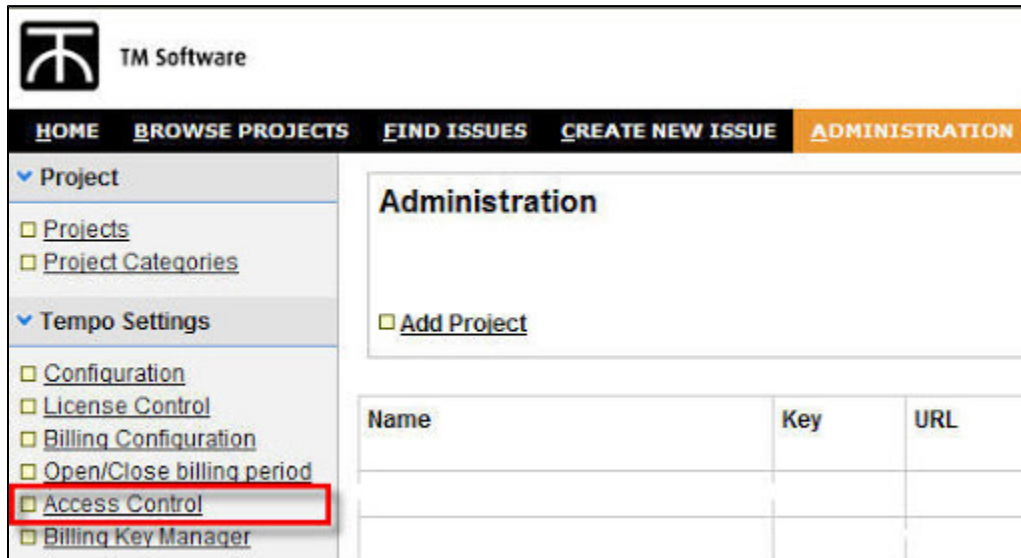 TM Software
HOME BROWSE PROJECTS FIND ISSUES CREATE NEW ISSUE ADMINISTRATION
Project
Projects
Project Categories
Tempo Settings
Configuration
License Control
Billing Configuration
Open/Close billing period
Access Control
Billing Key Manager
Administration
Add Project
Name Key URL